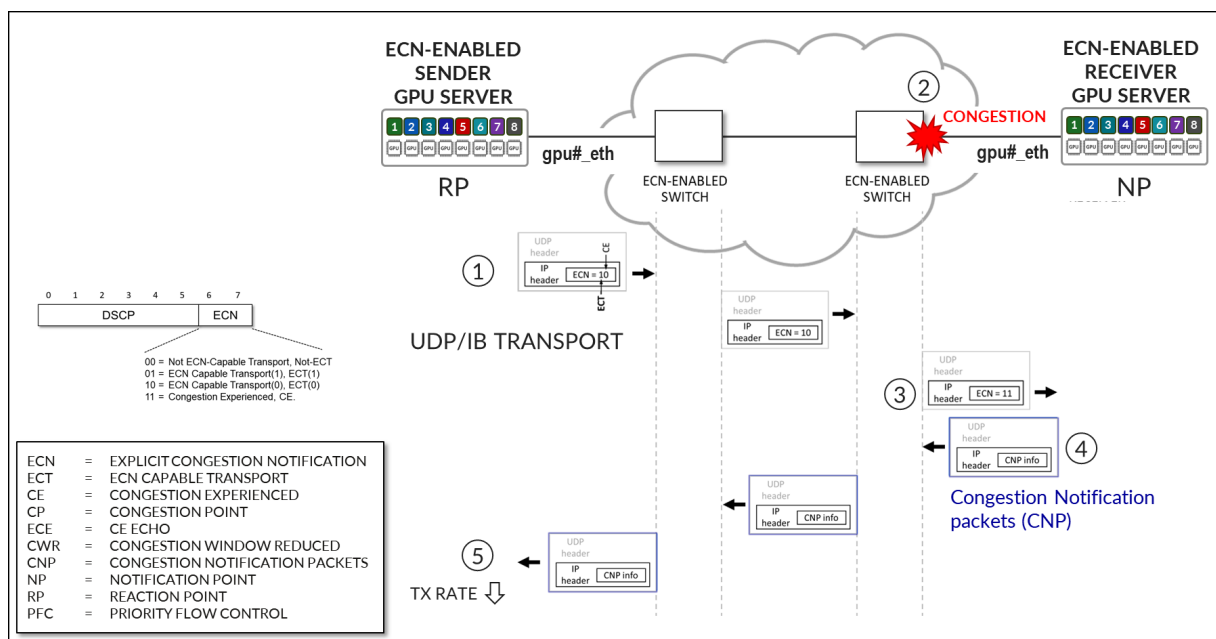 ECN-ENABLED
SENDER
GPU SERVER
1 2 3 4 5 6 7 8
GPU GPU GPU GPU GPU GPU GPU GPU
RP
gpu#_eth
ECN-ENABLED
SWITCH
2
CONGESTION
ECN-ENABLED
SWITCH
gpu#_eth
ECN-ENABLED
RECEIVER
GPU SERVER
1 2 3 4 5 6 7 8
GPU GPU GPU GPU GPU GPU GPU GPU
NP
1
UDP
header
IP
header
ECN = 10
CE
ECT
UDP/IB TRANSPORT
UDP
header
IP
header
ECN = 10
3
UDP
header
IP
header
ECN = 11
UDP
header
IP
header
CNP info
4
Congestion Notification
packets (CNP)
UDP
header
IP
header
CNP info
5
TX RATE
UDP
header
IP
header
CNP info
0 1 2 3 4 5 6 7
DSCP ECN
00 = Not ECN-Capable Transport, Not-ECT
01 = ECN Capable Transport(1), ECT(1)
10 = ECN Capable Transport(0), ECT(0)
11 = Congestion Experienced, CE.
ECN = EXPLICIT CONGESTION NOTIFICATION
ECT = ECN CAPABLE TRANSPORT
CE = CONGESTION EXPERIENCED
CP = CONGESTION POINT
ECE = CE ECHO
CWR = CONGESTION WINDOW REDUCED
CNP = CONGESTION NOTIFICATION PACKETS
NP = NOTIFICATION POINT
RP = REACTION POINT
PFC = PRIORITY FLOW CONTROL